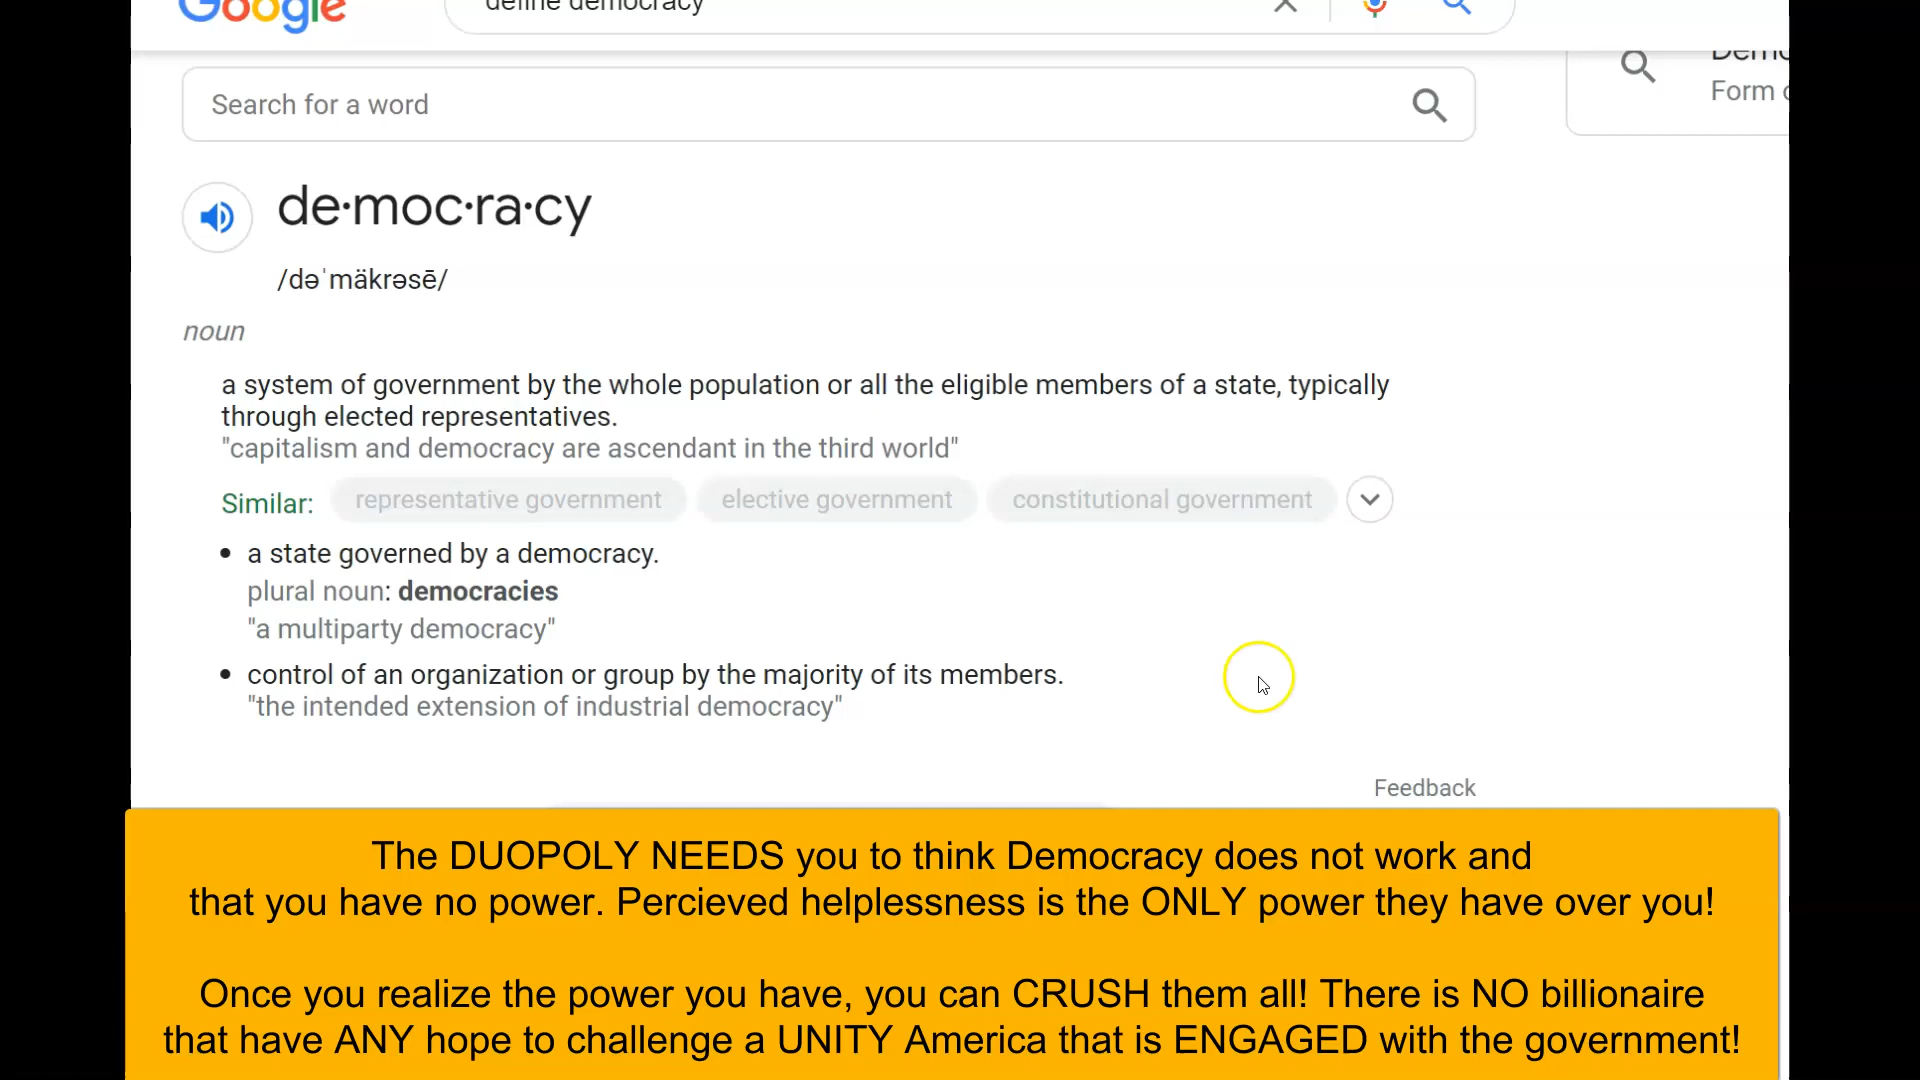 Google
define democracy
Search for a word
Form
de·moc·ra·cy
/dəˈmäkrəsē/
noun
a system of government by the whole population or all the eligible members of a state, typically
through elected representatives.
"capitalism and democracy are ascendant in the third world"
Similar: representative government elective government constitutional government
• a state governed by a democracy.
plural noun: democracies
"a multiparty democracy"
• control of an organization or group by the majority of its members.
"the intended extension of industrial democracy"
Feedback
The DUOPOLY NEEDS you to think Democracy does not work and
that you have no power. Percieved helplessness is the ONLY power they have over you!
Once you realize the power you have, you can CRUSH them all! There is NO billionaire
that have ANY hope to challenge a UNITY America that is ENGAGED with the government!